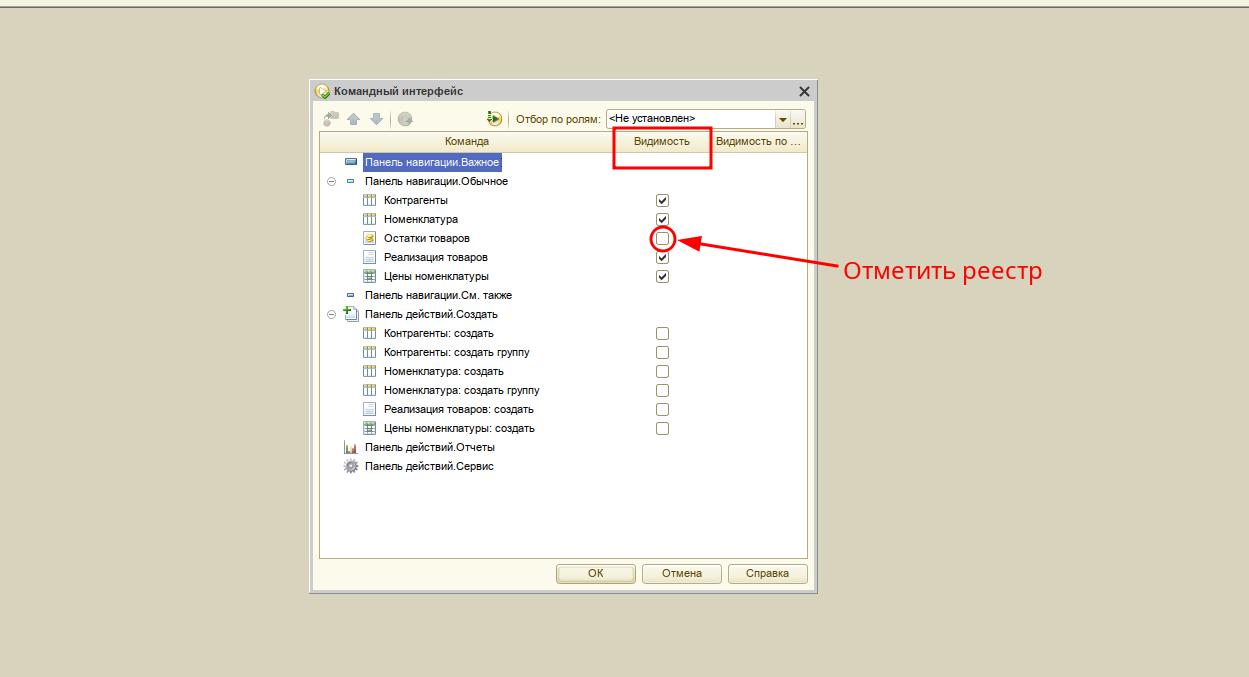 Командный интерфейс
Отбор по ролям: <Не установлен> ...
Команда Видимость Видимость по ...
Панель навигации.Важное
Панель навигации.Обычное
Контрагенты
Номенклатура
Остатки товаров
Реализация товаров
Отметить реестр
Цены номенклатуры
Панель навигации.См. также
Панель действий.Создать
Контрагенты: создать
Контрагенты: создать группу
Номенклатура: создать
Номенклатура: создать группу
Реализация товаров: создать
Цены номенклатуры: создать
Панель действий.Отчеты
Панель действий.Сервис
ОК Отмена Справка